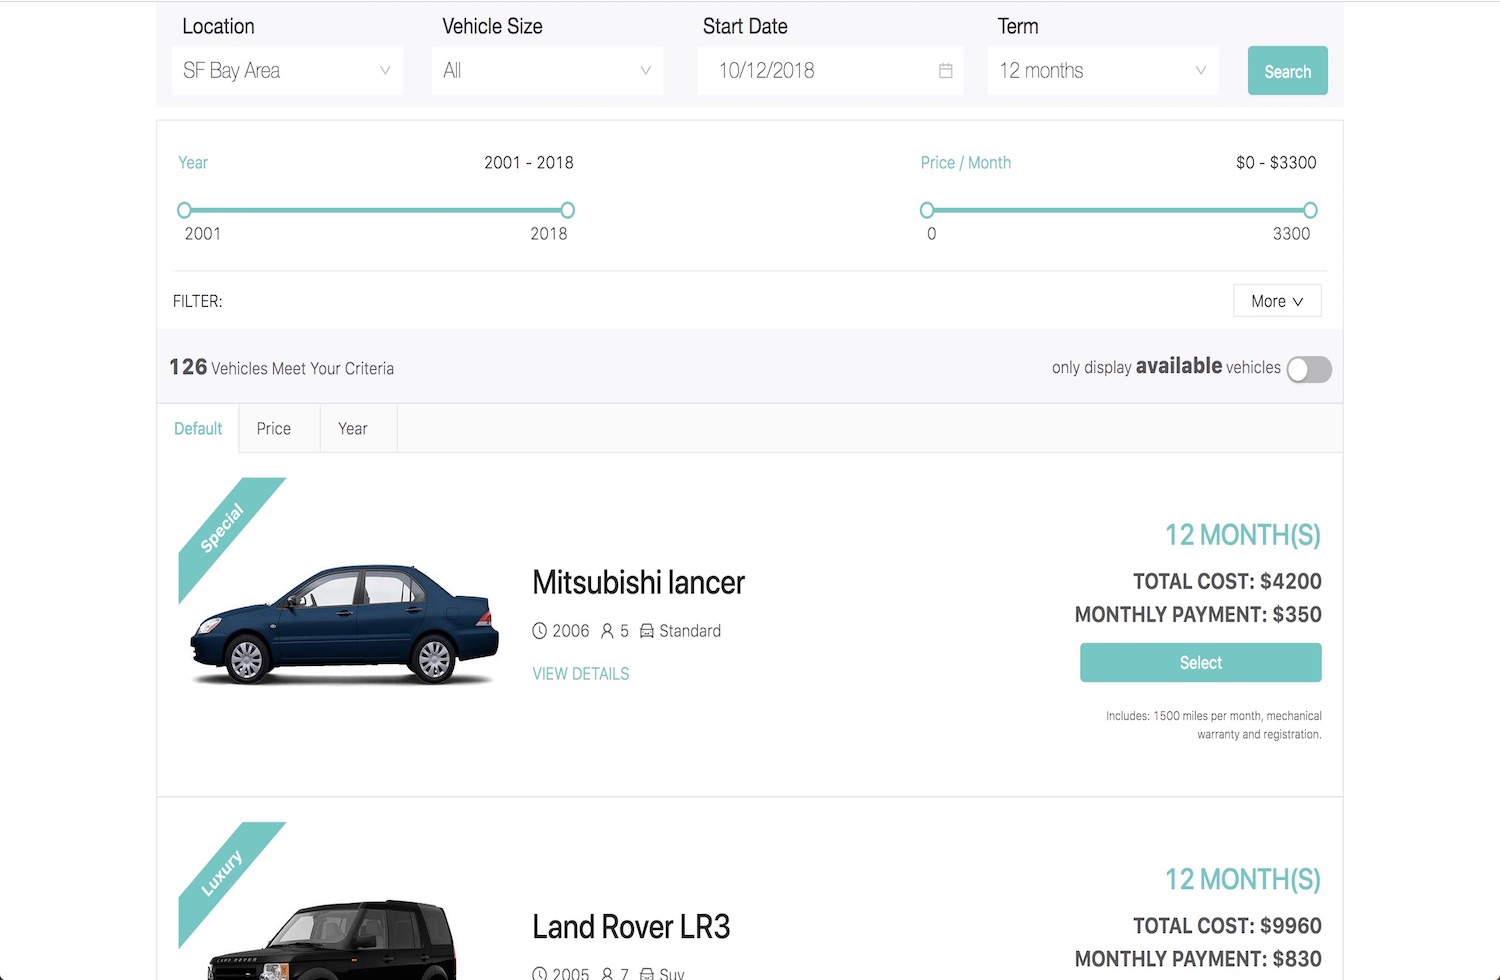 Location Vehicle Size Start Date Term
SF Bay Area All 10/12/2018 12 months Search
Year 2001 - 2018 Price / Month $0 - $3300
2001 2018 0 3300
FILTER: More
126 Vehicles Meet Your Criteria only display available vehicles
Default Price Year
Special
Mitsubishi lancer
2006 5 Standard
VIEW DETAILS
12 MONTH(S)
TOTAL COST: $4200
MONTHLY PAYMENT: $350
Select
Includes: 1500 miles per month, mechanical
warranty and registration.
Luxury
LAND ROVER
Land Rover LR3
2005 7 Suv
12 MONTH(S)
TOTAL COST: $9960
MONTHLY PAYMENT: $830